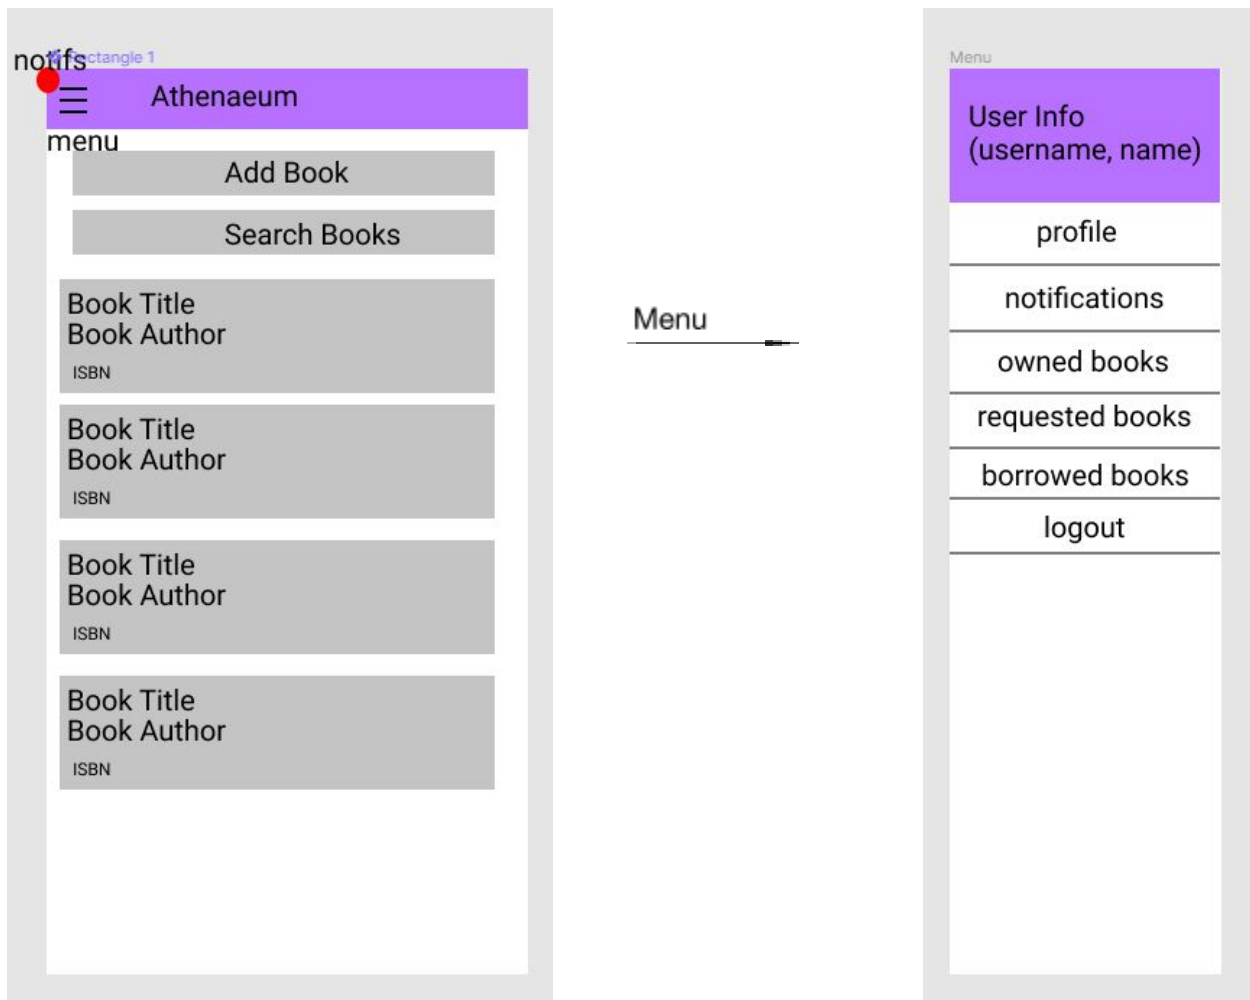 notifs
Rectangle 1
Athenaeum
menu
Add Book
Search Books
Book Title
Book Author
ISBN
Book Title
Book Author
ISBN
Book Title
Book Author
ISBN
Book Title
Book Author
ISBN
Menu
Menu
User Info
(username, name)
profile
notifications
owned books
requested books
borrowed books
logout